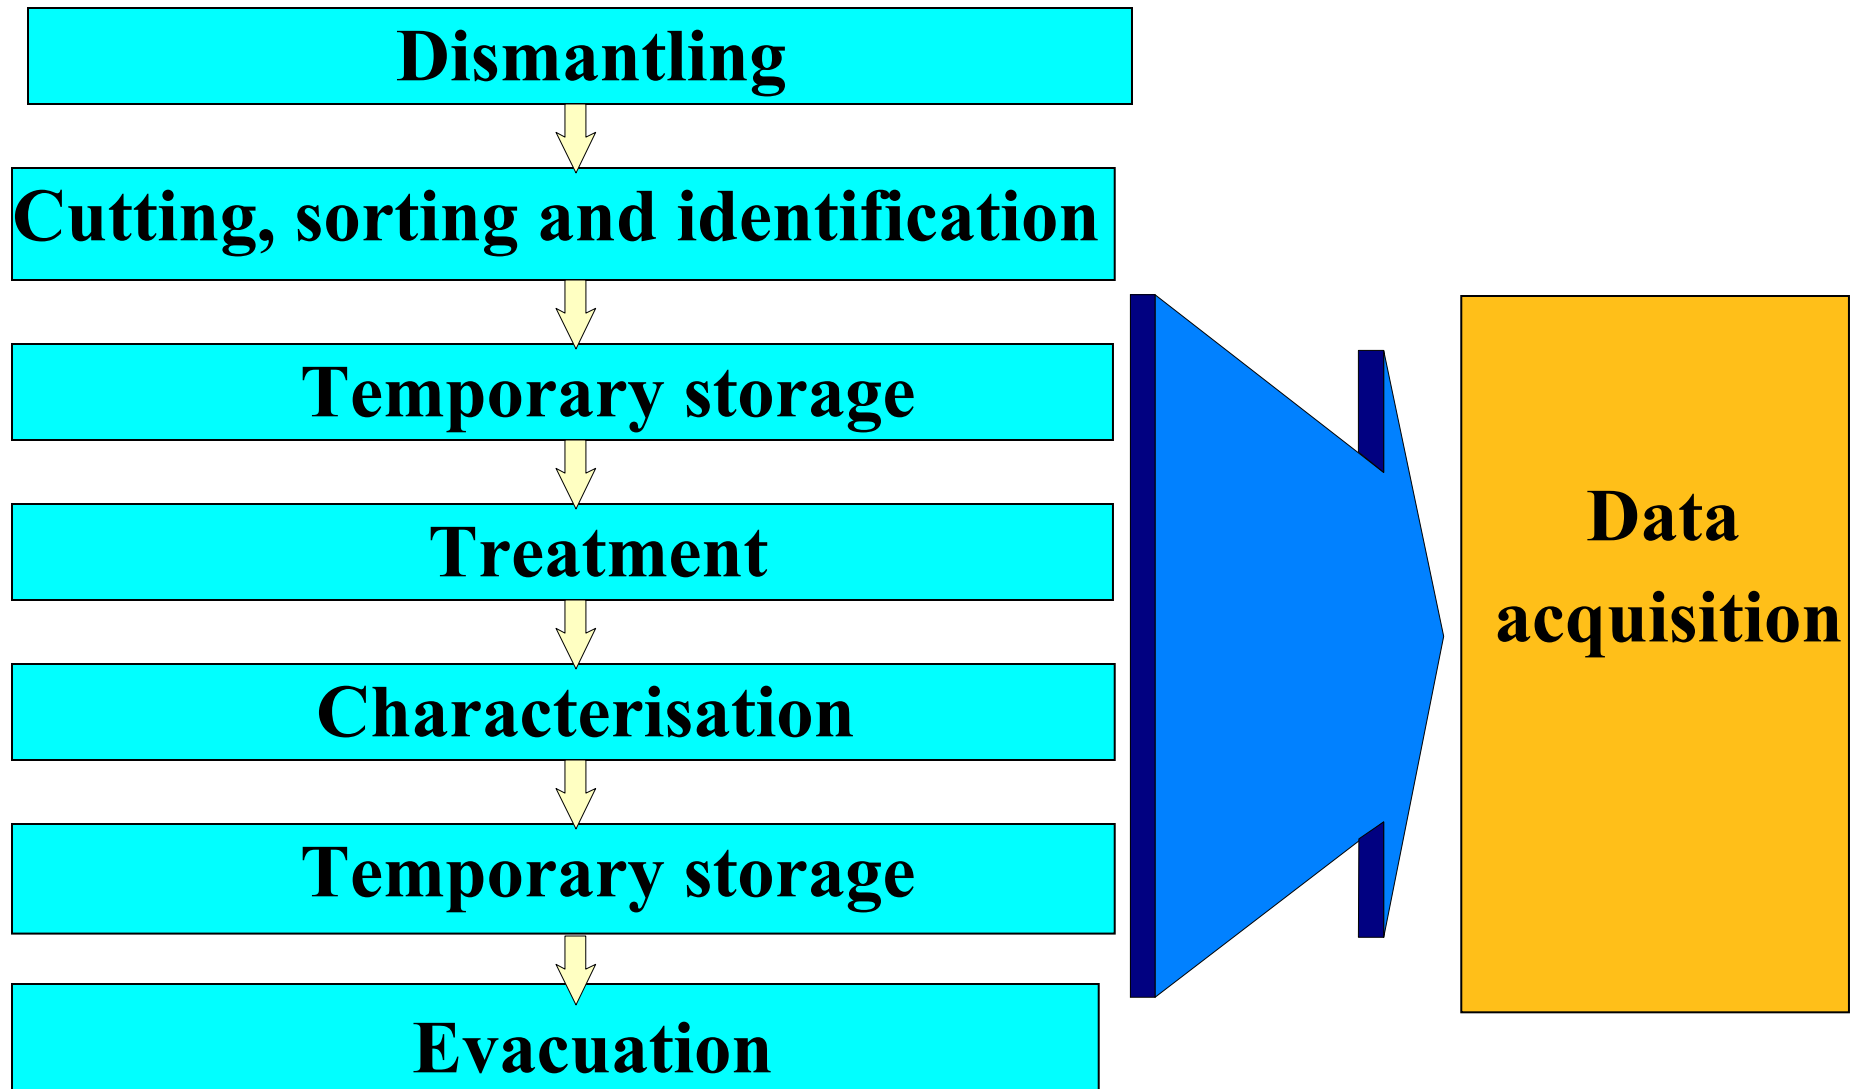 Dismantling
Cutting, sorting and identification
Temporary storage
Treatment
Characterisation
Temporary storage
Evacuation
Data
acquisition